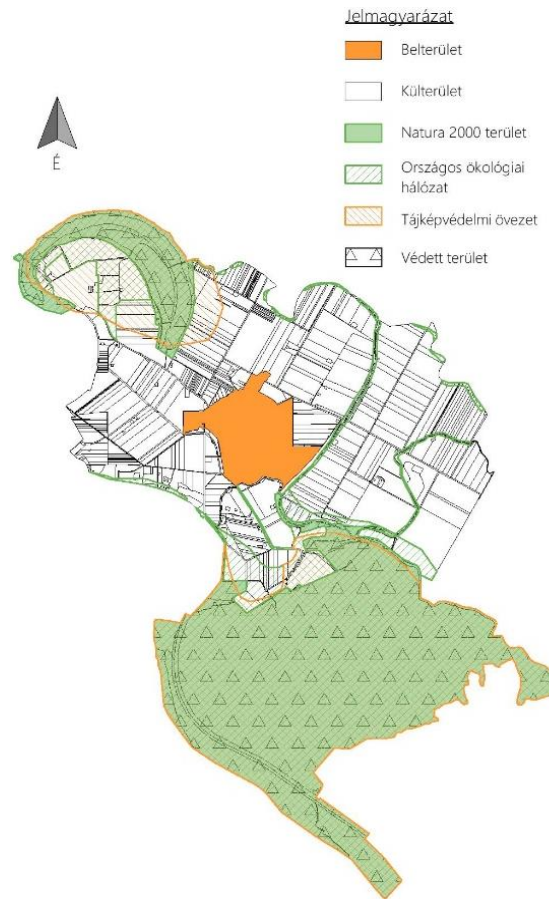 Jelmagyarázat
Belterület
Külterület
Natura 2000 terület
Országos ökológiai
hálózat
Tájképvédelmi övezet
Védett terület
É